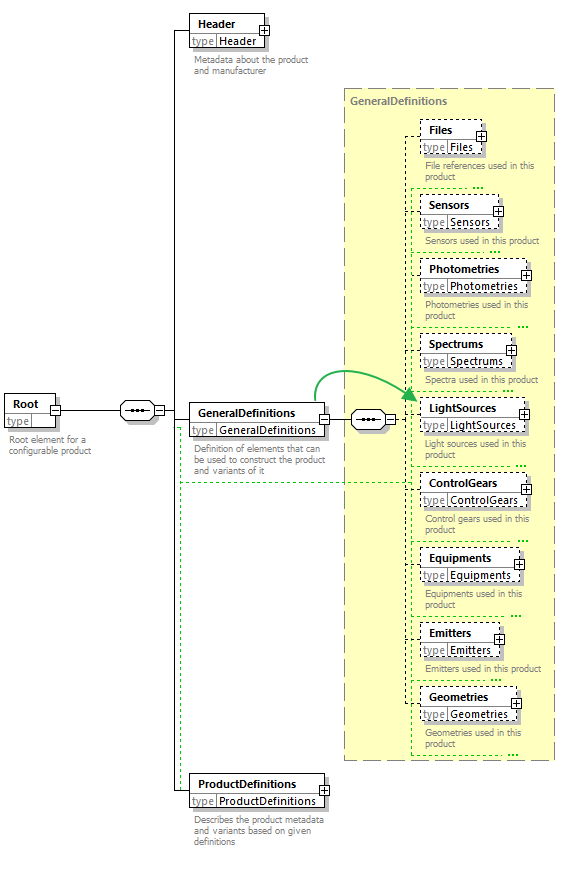 Header
type Header
Metadata about the product
and manufacturer
GeneralDefinitions
Files
type Files
File references used in this
product
Sensors
type Sensors
Sensors used in this product
Photometries
type Photometries
Photometries used in this
product
Spectrums
type Spectrums
Spectra used in this product
Root
type
Root element for a
configurable product
GeneralDefinitions
type GeneralDefinitions
Definition of elements that can
be used to construct the product
and variants of it
LightSources
type LightSources
Light sources used in this
product
ControlGears
type ControlGears
Control gears used in this
product
Equipments
type Equipments
Equipments used in this
product
Emitters
type Emitters
Emitters used in this product
Geometries
type Geometries
Geometries used in this
product
ProductDefinitions
type ProductDefinitions
Describes the product metadata
and variants based on given
definitions